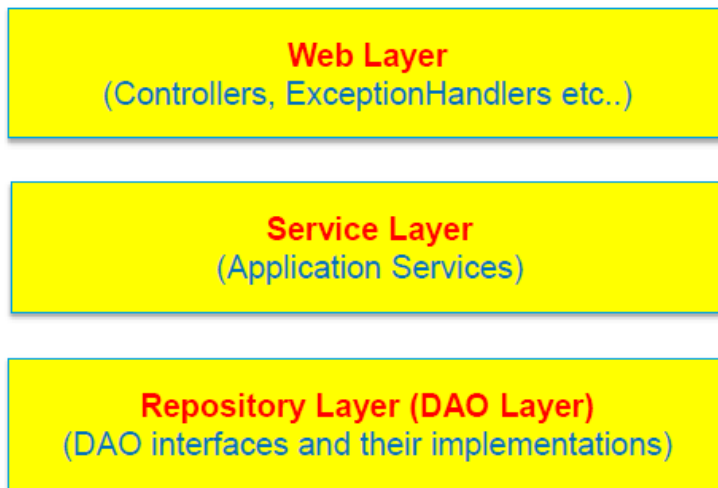 Web Layer
(Controllers, ExceptionHandlers etc..)
Service Layer
(Application Services)
Repository Layer (DAO Layer)
(DAO interfaces and their implementations)